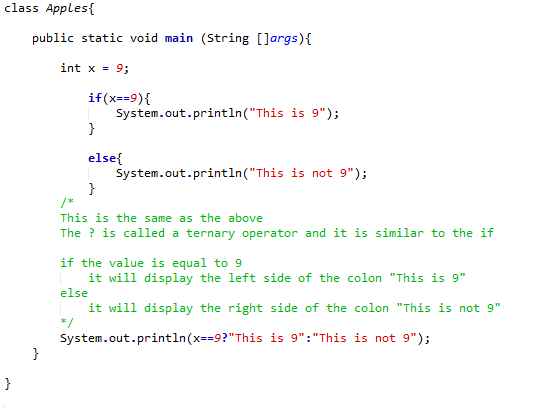 class Apples{
public static void main (String []args){
int x = 9;
if(x==9){
System.out.println("This is 9");
}
else{
System.out.println("This is not 9");
}
/*
This is the same as the above
The ? is called a ternary operator and it is similar to the if
if the value is equal to 9
it will display the left side of the colon "This is 9"
else
it will display the right side of the colon "This is not 9"
*/
System.out.println(x==9?"This is 9":"This is not 9");
}
}